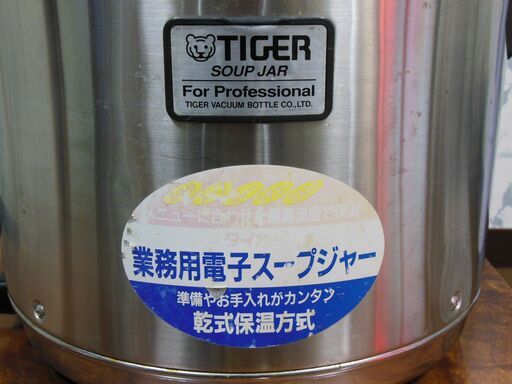 TIGER
SOUP JAR
For Professional
TIGER VACUUM BOTTLE CO.,LTD.
メニューに合わせ最適温度で保温
タイガー
業務用電子スープジャー
準備やお手入れがカンタン
乾式保温方式